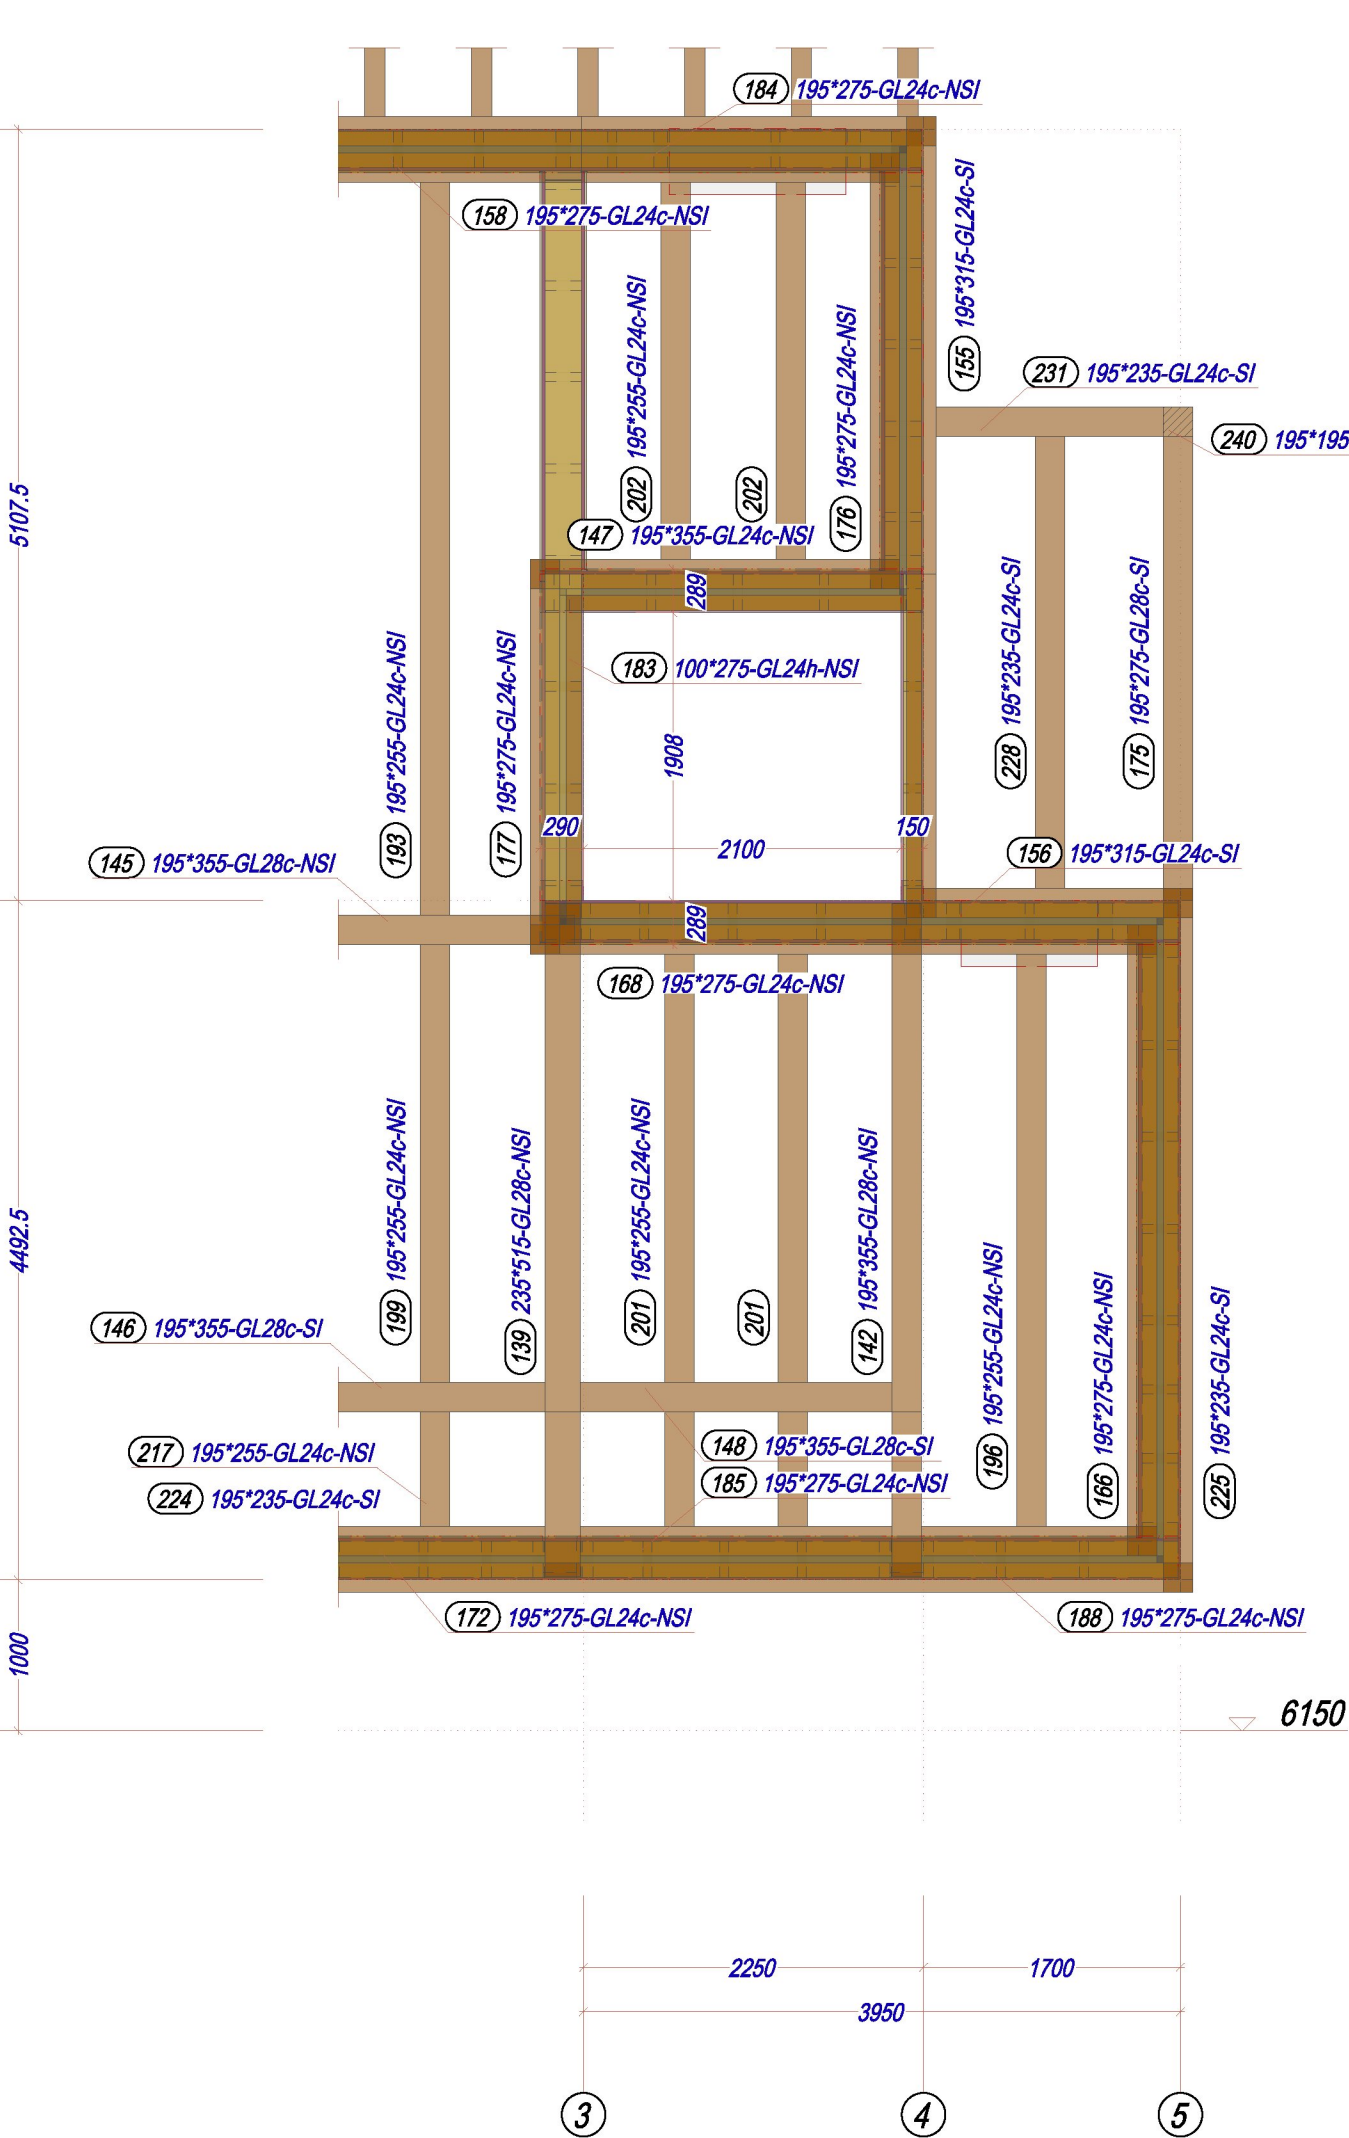 184 195*275-GL24c-NSI
158 195*275-GL24c-NSI
155 195*315-GL24c-SI
202 195*255-GL24c-NSI
202
176 195*275-GL24c-NSI
231 195*235-GL24c-SI
240 195*195
5107.5
147 195*355-GL24c-NSI
289
183 100*275-GL24h-NSI
193 195*255-GL24c-NSI
177 195*275-GL24c-NSI
228 195*235-GL24c-SI
175 195*275-GL28c-SI
1908
290
150
2100
145 195*355-GL28c-NSI
156 195*315-GL24c-SI
289
168 195*275-GL24c-NSI
4492.5
199 195*255-GL24c-NSI
139 235*515-GL28c-NSI
201 195*255-GL24c-NSI
201
142 195*355-GL28c-NSI
196 195*255-GL24c-NSI
166 195*275-GL24c-NSI
225 195*235-GL24c-SI
146 195*355-GL28c-SI
148 195*355-GL28c-SI
217 195*255-GL24c-NSI
185 195*275-GL24c-NSI
224 195*235-GL24c-SI
172 195*275-GL24c-NSI
188 195*275-GL24c-NSI
1000
6150
2250
1700
3950
3
4
5